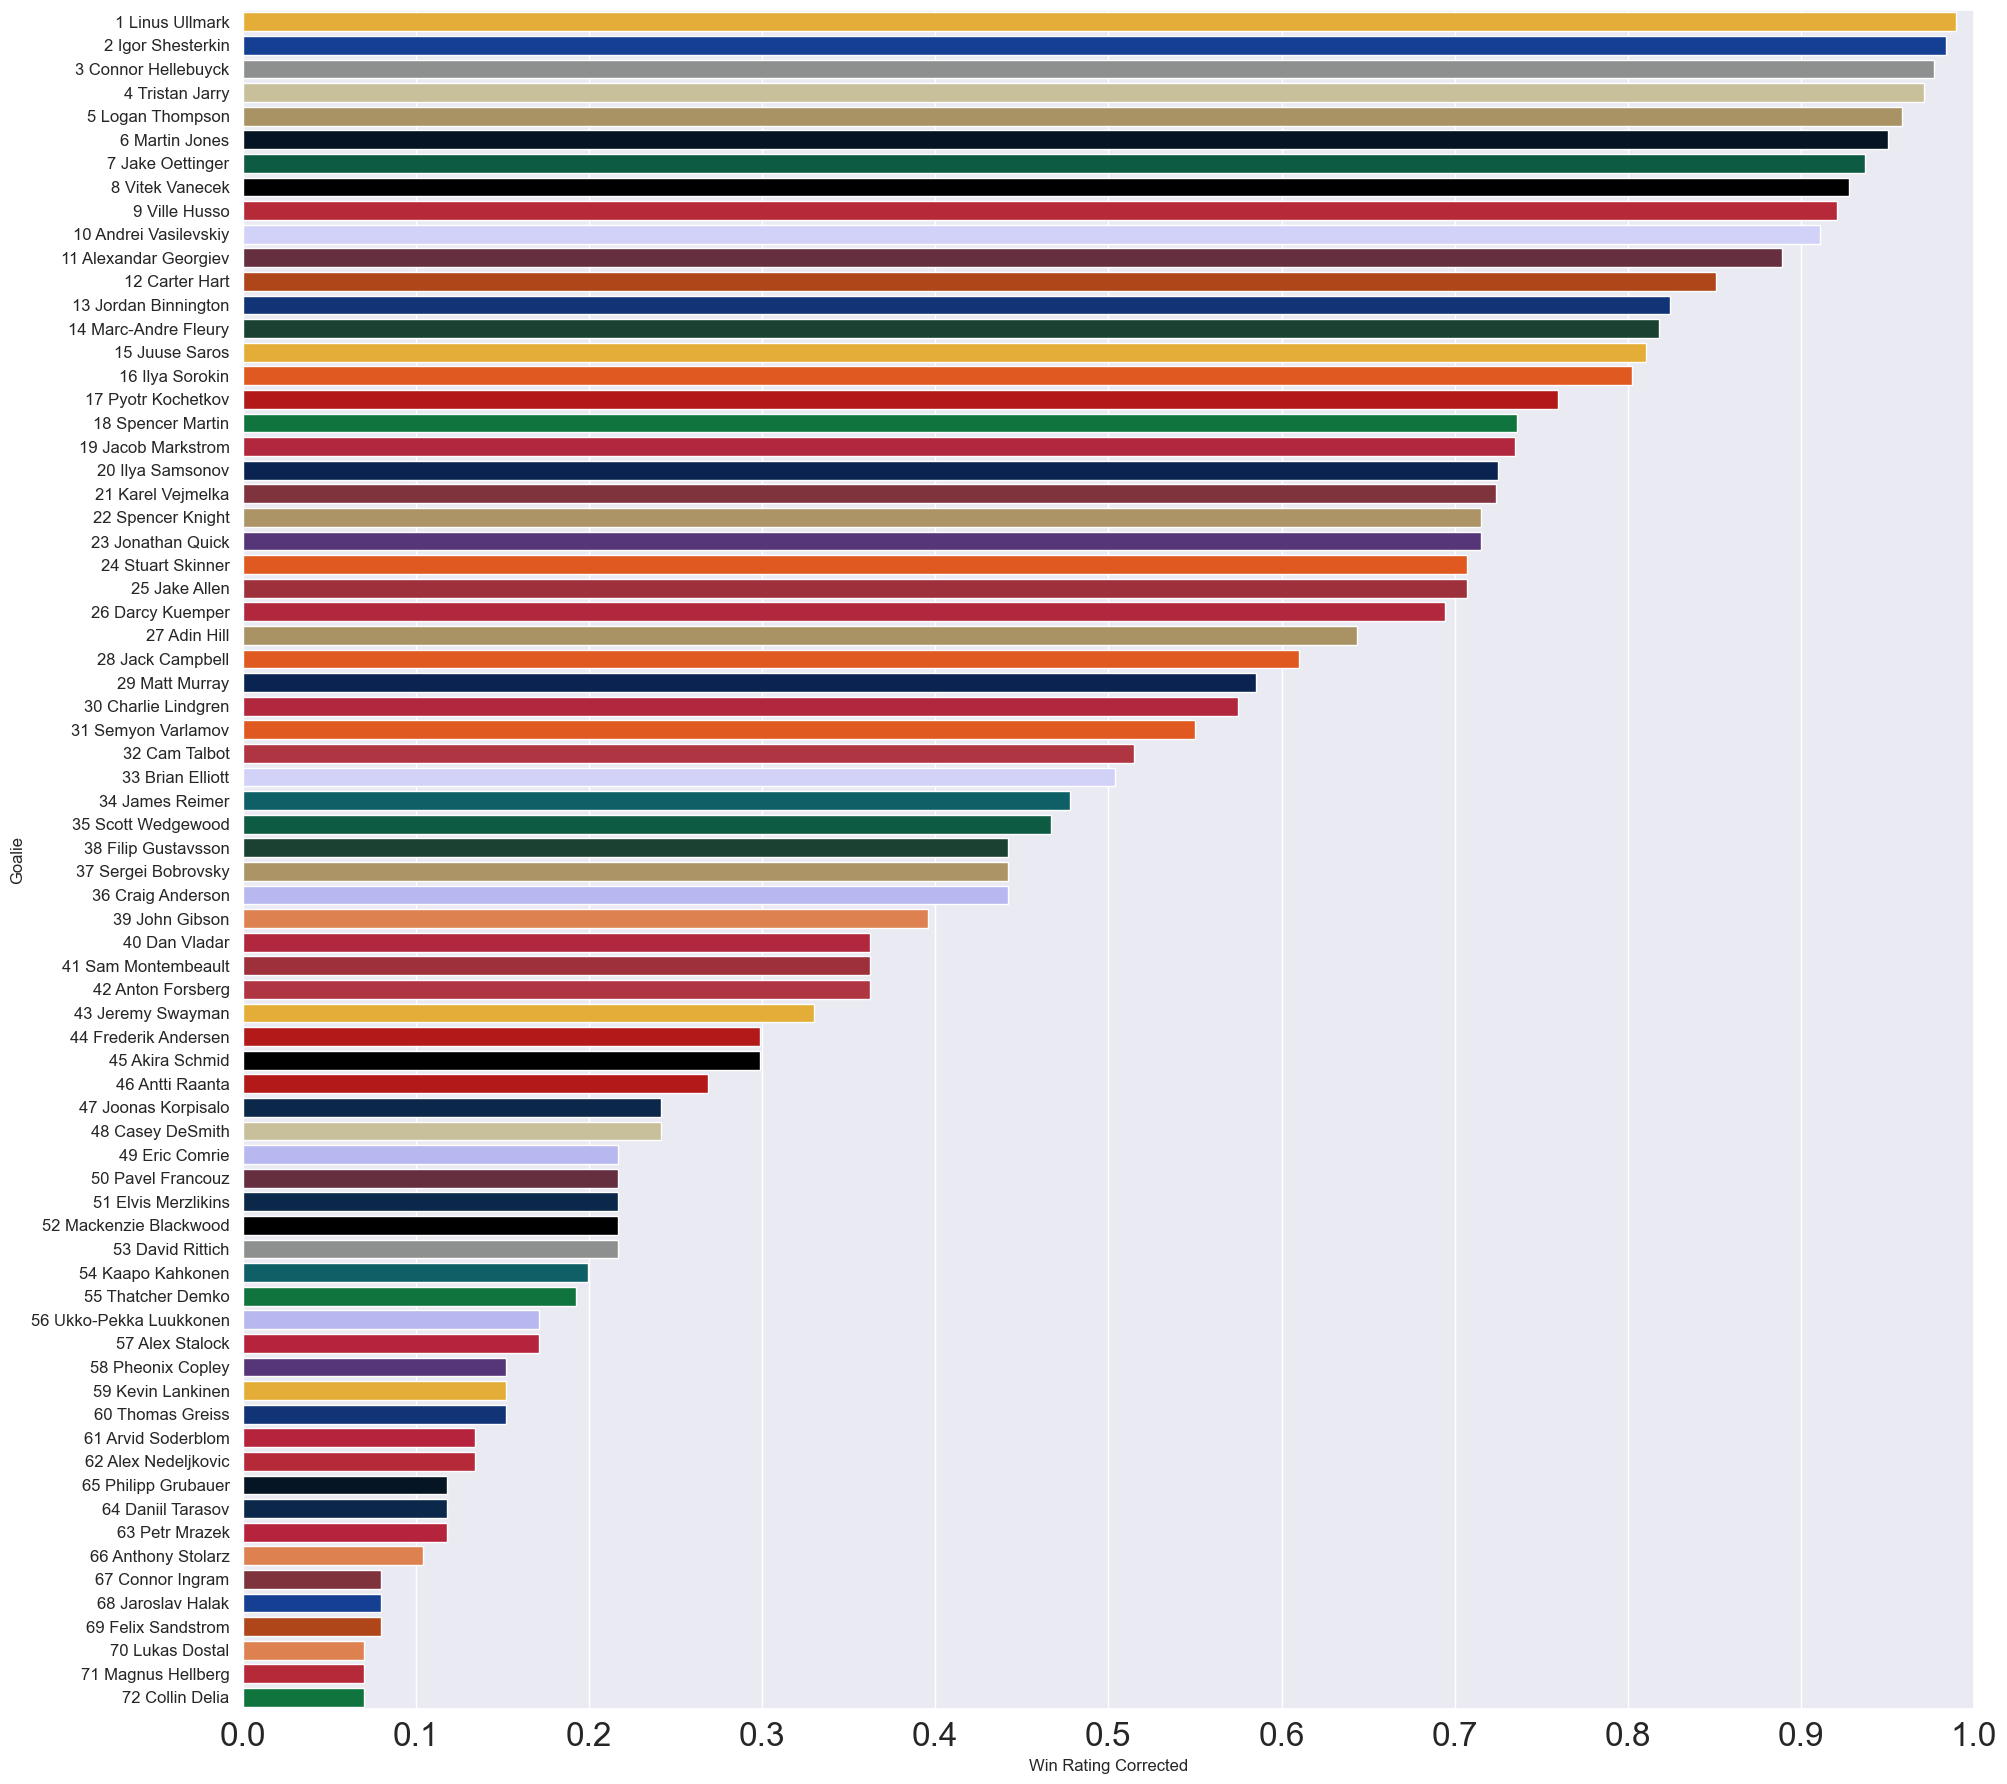 1 Linus Ullmark
2 Igor Shesterkin
3 Connor Hellebuyck
4 Tristan Jarry
5 Logan Thompson
6 Martin Jones
7 Jake Oettinger
8 Vitek Vanecek
9 Ville Husso
10 Andrei Vasilevskiy
11 Alexandar Georgiev
12 Carter Hart
13 Jordan Binnington
14 Marc-Andre Fleury
15 Juuse Saros
16 Ilya Sorokin
17 Pyotr Kochetkov
18 Spencer Martin
19 Jacob Markstrom
20 Ilya Samsonov
21 Karel Vejmelka
22 Spencer Knight
23 Jonathan Quick
24 Stuart Skinner
25 Jake Allen
26 Darcy Kuemper
27 Adin Hill
28 Jack Campbell
29 Matt Murray
30 Charlie Lindgren
31 Semyon Varlamov
32 Cam Talbot
33 Brian Elliott
34 James Reimer
35 Scott Wedgewood
38 Filip Gustavsson
37 Sergei Bobrovsky
36 Craig Anderson
39 John Gibson
40 Dan Vladar
41 Sam Montembeault
42 Anton Forsberg
43 Jeremy Swayman
44 Frederik Andersen
45 Akira Schmid
46 Antti Raanta
47 Joonas Korpisalo
48 Casey DeSmith
49 Eric Comrie
50 Pavel Francouz
51 Elvis Merzlikins
52 Mackenzie Blackwood
53 David Rittich
54 Kaapo Kahkonen
55 Thatcher Demko
56 Ukko-Pekka Luukkonen
57 Alex Stalock
58 Pheonix Copley
59 Kevin Lankinen
60 Thomas Greiss
61 Arvid Soderblom
62 Alex Nedeljkovic
65 Philipp Grubauer
64 Daniil Tarasov
63 Petr Mrazek
66 Anthony Stolarz
67 Connor Ingram
68 Jaroslav Halak
69 Felix Sandstrom
70 Lukas Dostal
71 Magnus Hellberg
72 Collin Delia
Goalie
0.0 0.1 0.2 0.3 0.4 0.5 0.6 0.7 0.8 0.9 1.0
Win Rating Corrected